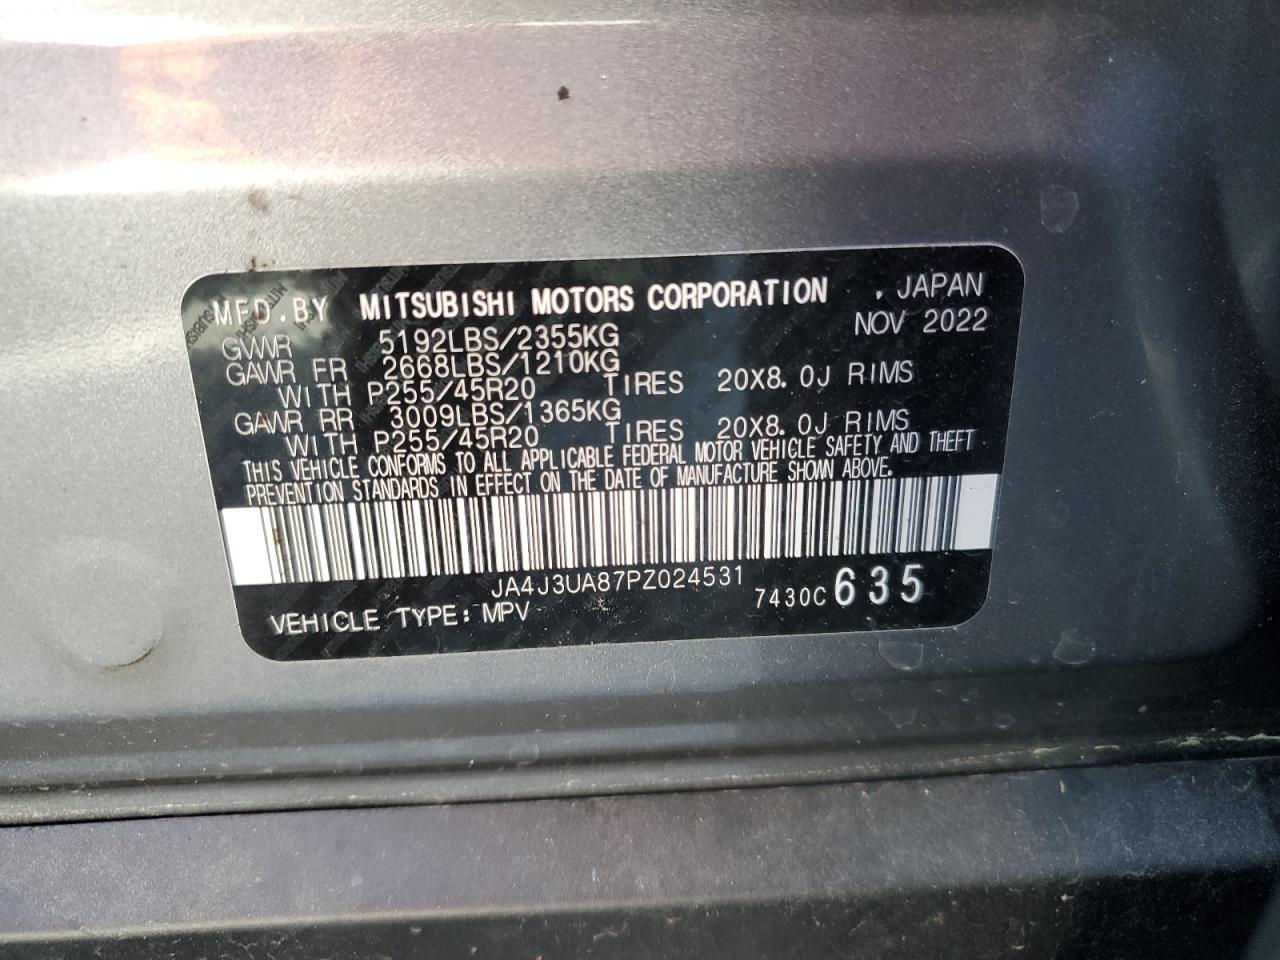 MFD.BY MITSUBISHI MOTORS CORPORATION , JAPAN
NOV 2022
GVWR 5192LBS/2355KG
GAWR FR 2668LBS/1210KG
WITH P255/45R20 TIRES 20X8.0J RIMS
GAWR RR 3009LBS/1365KG
WITH P255/45R20 TIRES 20X8.0J RIMS
THIS VEHICLE CONFORMS TO ALL APPLICABLE FEDERAL MOTOR VEHICLE SAFETY AND THEFT
PREVENTION STANDARDS IN EFFECT ON THE DATE OF MANUFACTURE SHOWN ABOVE.
JA4J3UA87PZ024531
VEHICLE TYPE: MPV 7430C 635